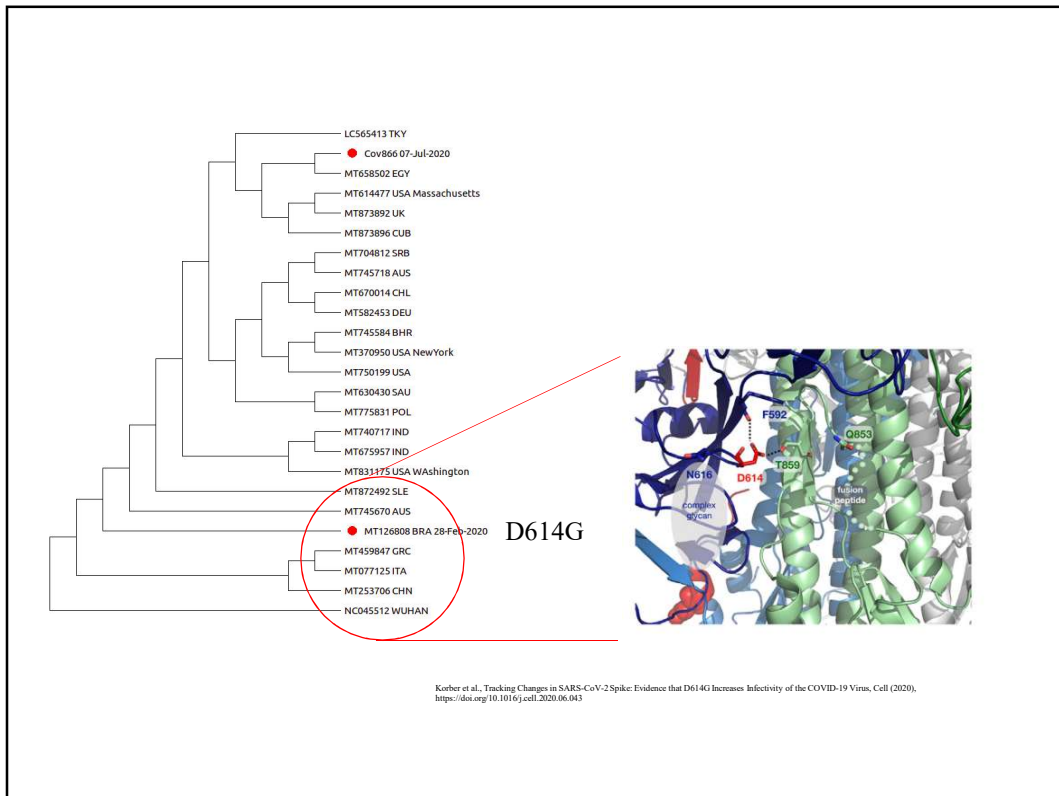 LC565413 TKY
Cov866 07-Jul-2020
MT658502 EGY
MT614477 USA Massachusetts
MT873892 UK
MT873896 CUB
MT704812 SRB
MT745718 AUS
MT670014 CHL
MT582453 DEU
MT745584 BHR
MT370950 USA NewYork
MT750199 USA
MT630430 SAU
MT775831 POL
MT740717 IND
MT675957 IND
MT831175 USA WAshington
MT872492 SLE
MT745670 AUS
MT126808 BRA 28-Feb-2020
MT459847 GRC
MT077125 ITA
MT253706 CHN
NC045512 WUHAN
D614G
F592
Q853
N616
D614
T859
complex
glycan
fusion
peptide
Korber et al., Tracking Changes in SARS-CoV-2 Spike: Evidence that D614G Increases Infectivity of the COVID-19 Virus, Cell (2020),
https://doi.org/10.1016/j.cell.2020.06.043